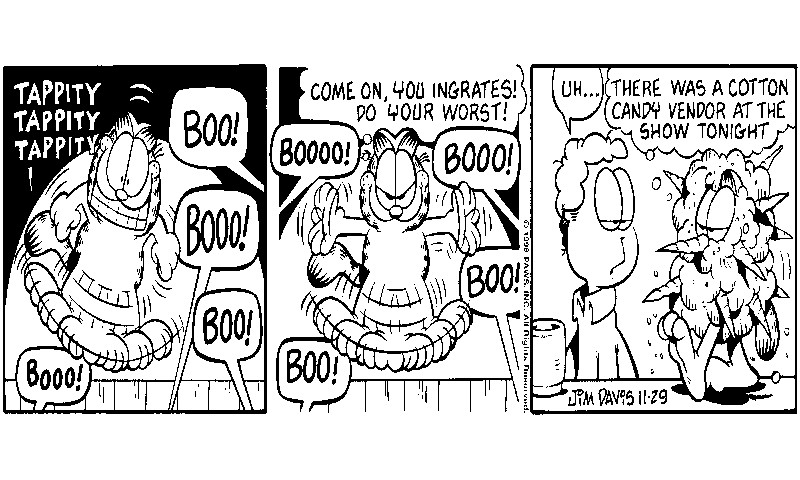 TAPPITY
TAPPITY
TAPPITY
BOO!
BOOO!
BOO!
BOOO!
COME ON, YOU INGRATES!
DO YOUR WORST!
BOOOO!
BOOO!
BOO!
BOO!
© 1996 PAWS, INC. All Rights Reserved.
UH...
THERE WAS A COTTON
CANDY VENDOR AT THE
SHOW TONIGHT
JIM DAVIS 11-29